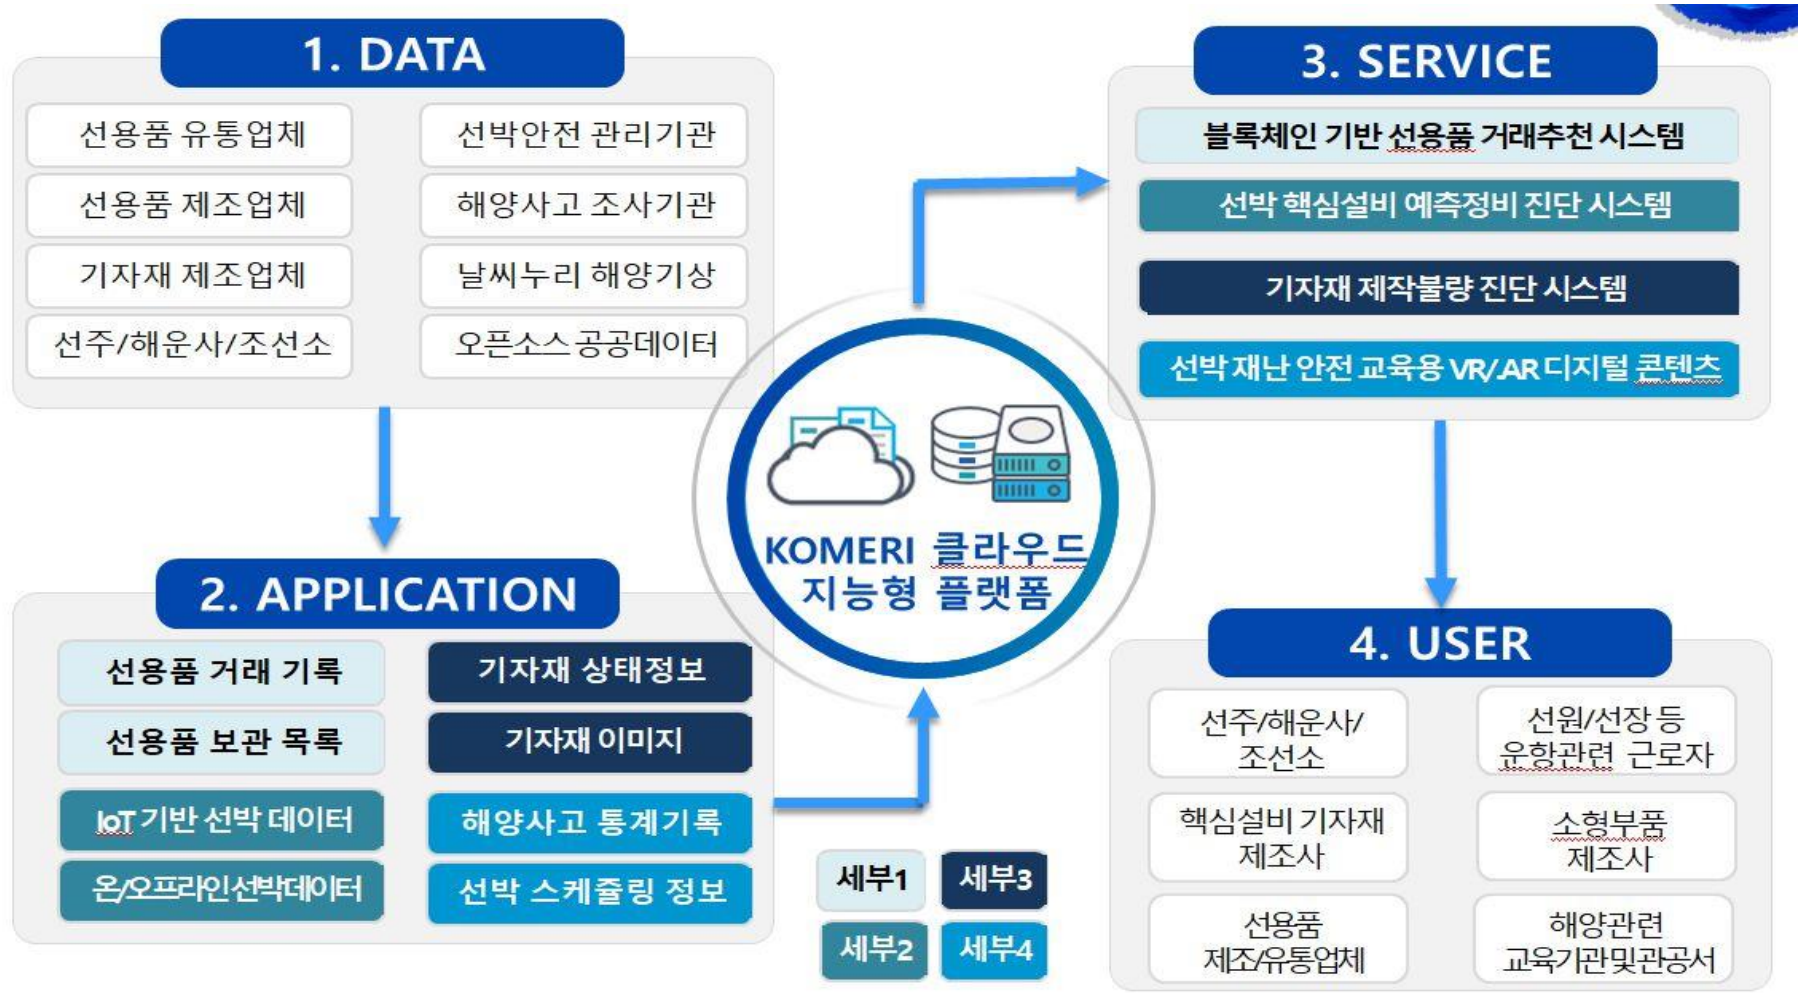 1. DATA
선용품 유통업체
선박안전 관리기관
선용품 제조업체
해양사고 조사기관
기자재 제조업체
날씨누리 해양기상
선주/해운사/조선소
오픈소스 공공데이터
2. APPLICATION
선용품 거래 기록
기자재 상태정보
선용품 보관 목록
기자재 이미지
IoT 기반 선박 데이터
해양사고 통계기록
온/오프라인 선박데이터
선박 스케쥴링 정보
KOMERI 클라우드
지능형 플랫폼
세부1
세부3
세부2
세부4
3. SERVICE
블록체인 기반 선용품 거래추천 시스템
선박 핵심설비 예측정비 진단 시스템
기자재 제작불량 진단 시스템
선박 재난 안전 교육용 VR/AR 디지털 콘텐츠
4. USER
선주/해운사/
조선소
선원/선장 등
운항관련 근로자
핵심설비 기자재
제조사
소형부품
제조사
선용품
제조/유통업체
해양관련
교육기관 및 관공서